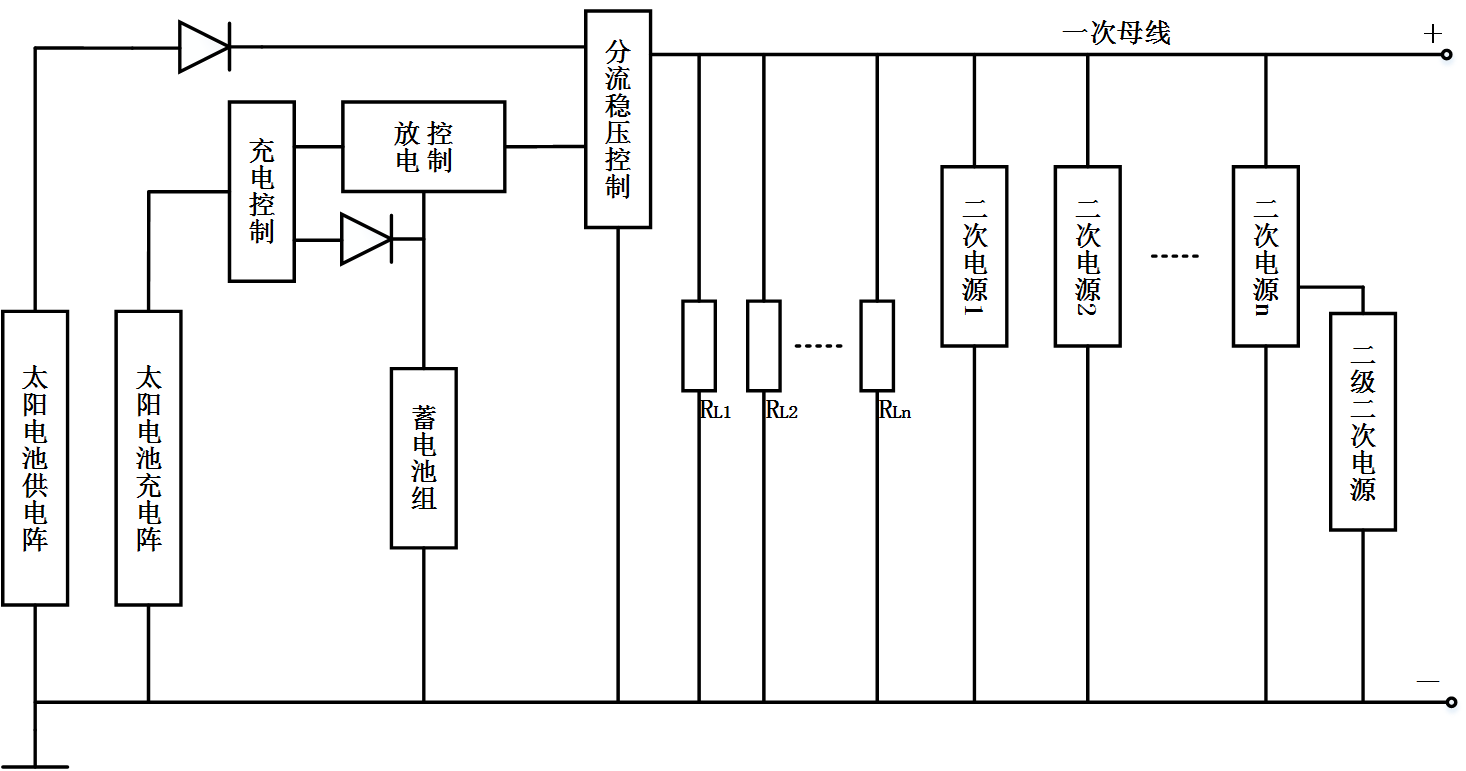 一次母线
+
分流稳压控制
放电
控制
充电控制
二次电源1
二次电源2
二次电源n
二级二次电源
太阳电池供电阵
太阳电池充电阵
蓄电池组
RL1
RL2
RLn
—